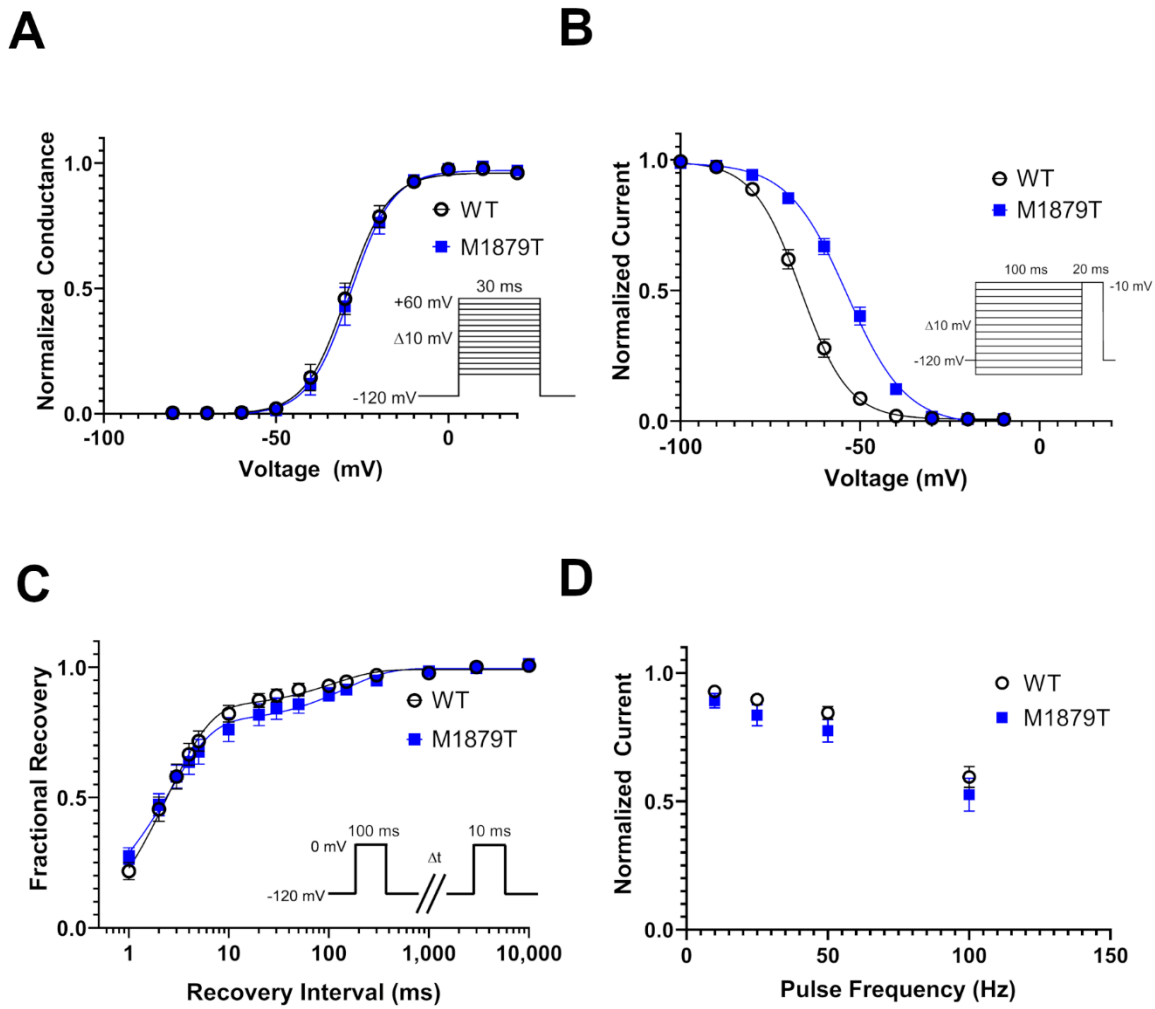 A
Normalized Conductance
1.0
0.5
0.0
-100
-50
0
Voltage (mV)
WT
M1879T
30 ms
+60 mV
Δ10 mV
-120 mV
B
Normalized Current
1.0
0.5
0.0
-100
-50
0
Voltage (mV)
WT
M1879T
100 ms
20 ms
-10 mV
Δ10 mV
-120 mV
C
Fractional Recovery
1.0
0.5
0.0
1
10
100
1,000
10,000
Recovery Interval (ms)
WT
M1879T
100 ms
10 ms
0 mV
Δt
-120 mV
D
Normalized Current
1.0
0.5
0.0
0
50
100
150
Pulse Frequency (Hz)
WT
M1879T